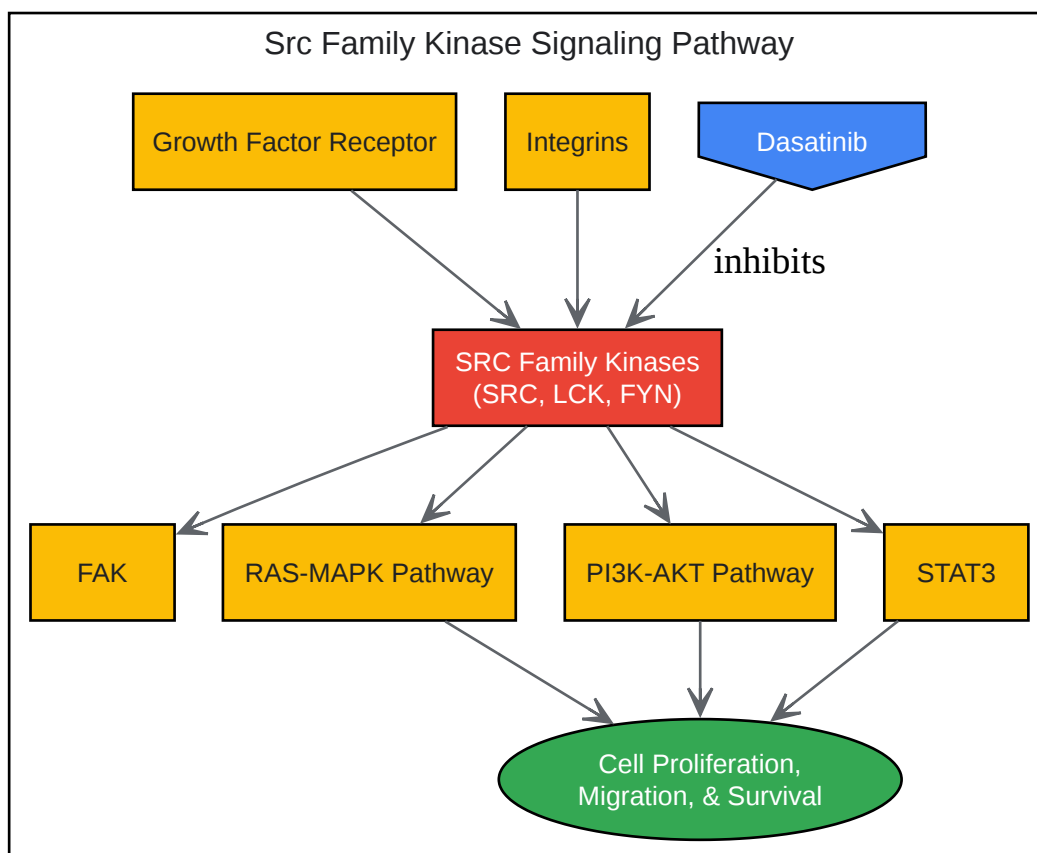 Src Family Kinase Signaling Pathway
Growth Factor Receptor
Integrins
Dasatinib
inhibits
SRC Family Kinases
(SRC, LCK, FYN)
FAK
RAS-MAPK Pathway
PI3K-AKT Pathway
STAT3
Cell Proliferation,
Migration, & Survival